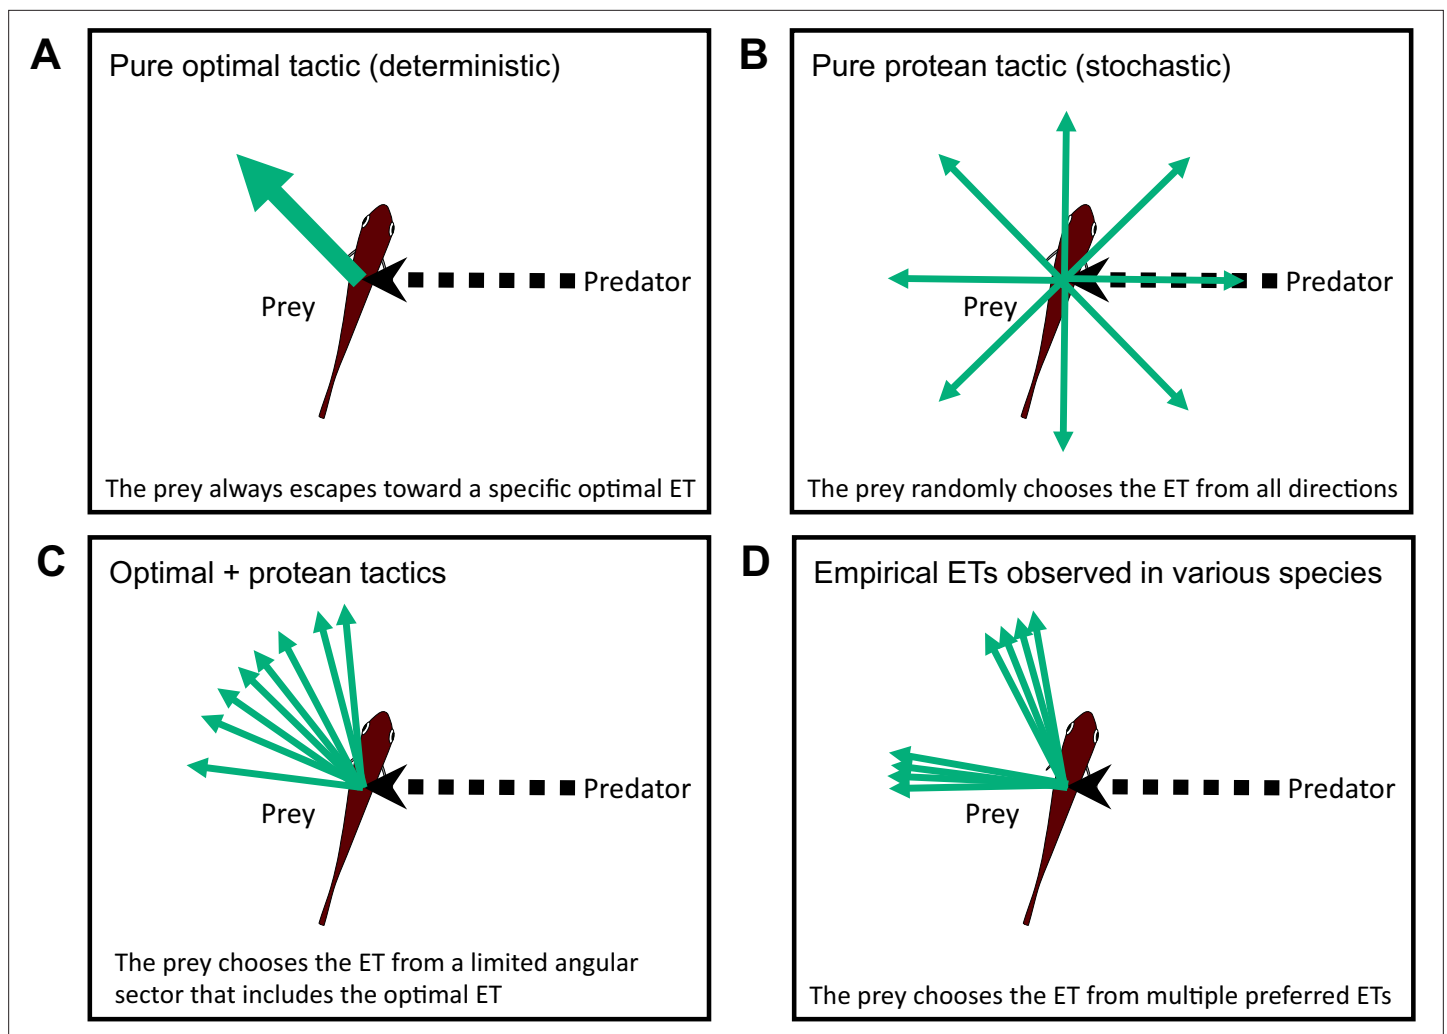 A
Pure optimal tactic (deterministic)
Prey
Predator
The prey always escapes toward a specific optimal ET
B
Pure protean tactic (stochastic)
Prey
Predator
The prey randomly chooses the ET from all directions
C
Optimal + protean tactics
Prey
Predator
The prey chooses the ET from a limited angular
sector that includes the optimal ET
D
Empirical ETs observed in various species
Prey
Predator
The prey chooses the ET from multiple preferred ETs